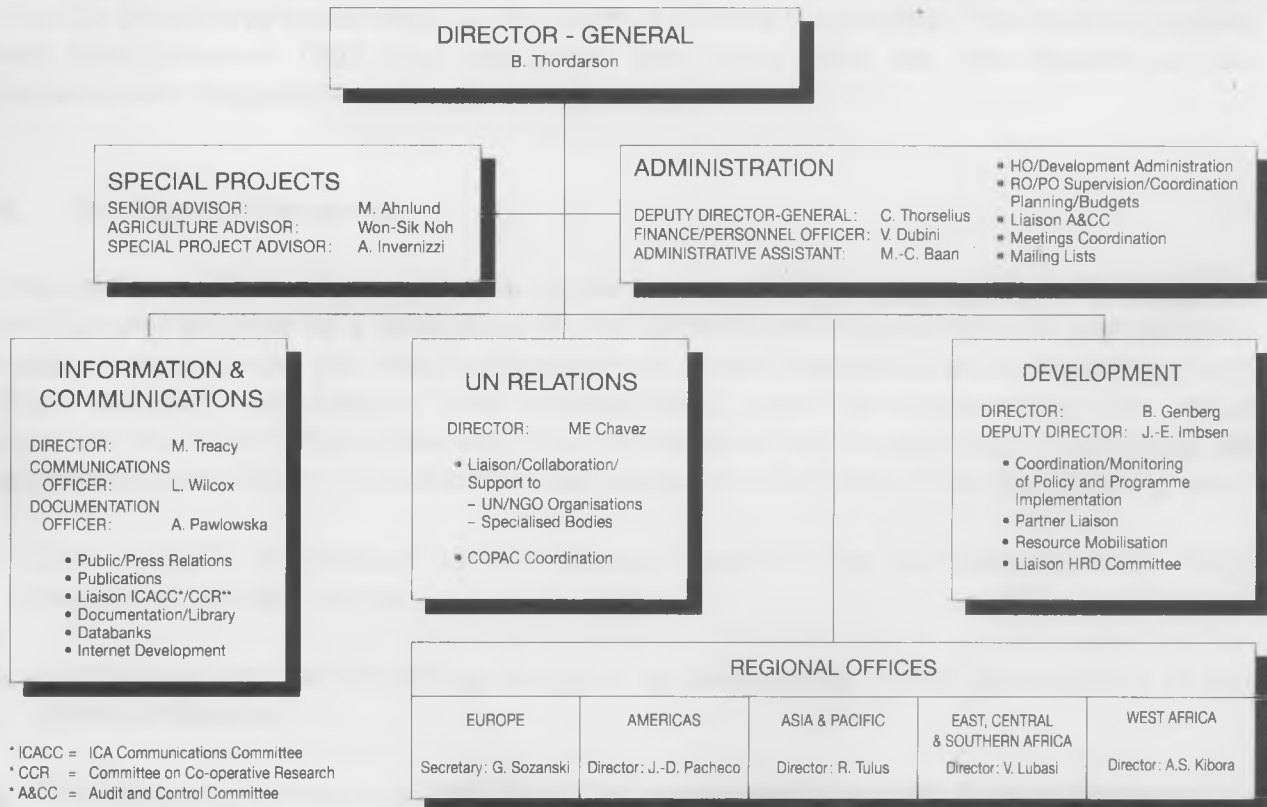 DIRECTOR - GENERAL
B. Thordarson
SPECIAL PROJECTS
SENIOR ADVISOR: M. Ahnlund
AGRICULTURE ADVISOR: Won-Sik Noh
SPECIAL PROJECT ADVISOR: A. Invernizzi
ADMINISTRATION
DEPUTY DIRECTOR-GENERAL: C. Thorselius
FINANCE/PERSONNEL OFFICER: V. Dubini
ADMINISTRATIVE ASSISTANT: M.-C. Baan
• HO/Development Administration
• RO/PO Supervision/Coordination
Planning/Budgets
• Liaison A&CC
• Meetings Coordination
• Mailing Lists
INFORMATION &
COMMUNICATIONS
DIRECTOR: M. Treacy
COMMUNICATIONS
OFFICER: L. Wilcox
DOCUMENTATION
OFFICER: A. Pawlowska
• Public/Press Relations
• Publications
• Liaison ICACC*/CCR**
• Documentation/Library
• Databanks
• Internet Development
UN RELATIONS
DIRECTOR: ME Chavez
• Liaison/Collaboration/
Support to
– UN/NGO Organisations
– Specialised Bodies
• COPAC Coordination
DEVELOPMENT
DIRECTOR: B. Genberg
DEPUTY DIRECTOR: J.-E. Imbsen
• Coordination/Monitoring
of Policy and Programme
Implementation
• Partner Liaison
• Resource Mobilisation
• Liaison HRD Committee
REGIONAL OFFICES
EUROPE
Secretary: G. Sozanski
AMERICAS
Director: J.-D. Pacheco
ASIA & PACIFIC
Director: R. Tulus
EAST, CENTRAL
& SOUTHERN AFRICA
Director: V. Lubasi
WEST AFRICA
Director: A.S. Kibora
* ICACC = ICA Communications Committee
* CCR = Committee on Co-operative Research
* A&CC = Audit and Control Committee